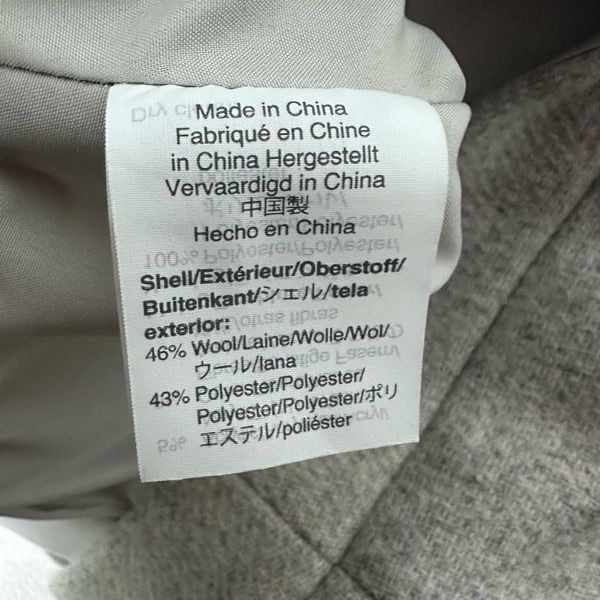 Made in China
Fabriqué en Chine
in China Hergestellt
Vervaardigd in China
中国製
Hecho en China
Shell/Extérieur/Oberstoff/
Buitenkant/シェル/tela
exterior:
46% Wool/Laine/Wolle/Wol/
ウール/lana
43% Polyester/Polyester/
Polyester/Polyester/ポリ
エステル/poliéster